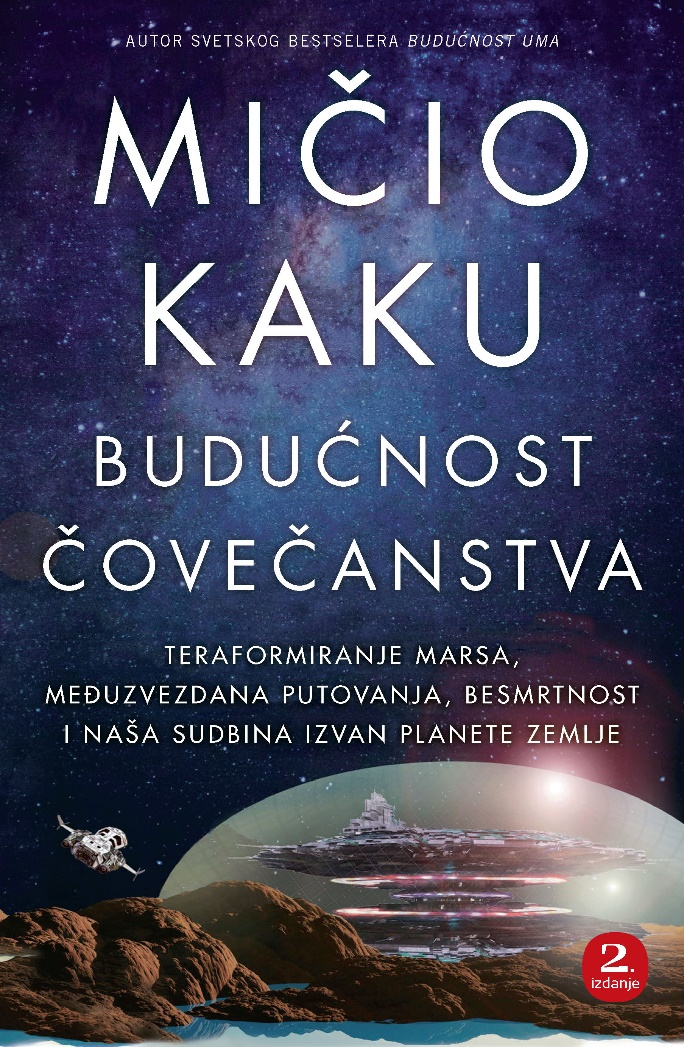 AUTOR SVETSKOG BESTSELERA BUDUĆNOST UMA
MIČIO
KAKU
BUDUĆNOST
ČOVEČANSTVA
TERAFORMIRANJE MARSA,
MEĐUZVEZDANA PUTOVANJA, BESMRTNOST
I NAŠA SUDBINA IZVAN PLANETE ZEMLJE
2.
izdanje